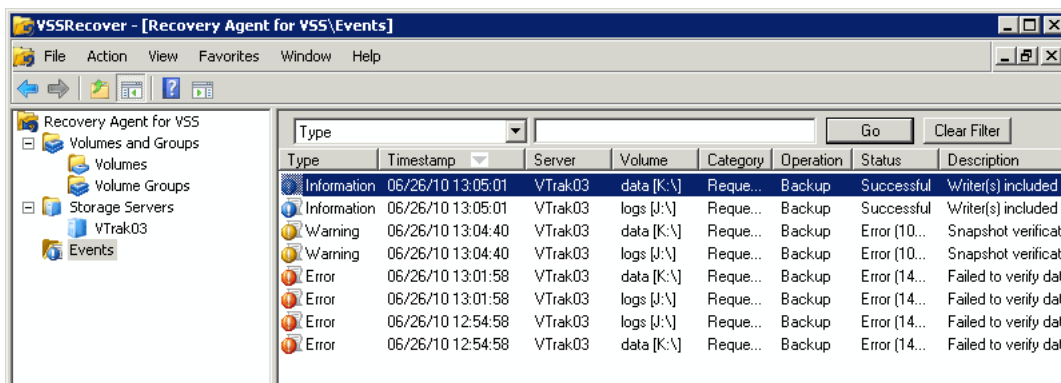 VSSRecover - [Recovery Agent for VSS\Events]
File Action View Favorites Window Help
Recovery Agent for VSS
Volumes and Groups
Volumes
Volume Groups
Storage Servers
VTrak03
Events
Type Go Clear Filter
Type Timestamp Server Volume Category Operation Status Description
Information 06/26/10 13:05:01 VTrak03 data [K:\] Reque... Backup Successful Writer(s) included
Information 06/26/10 13:05:01 VTrak03 logs [J:\] Reque... Backup Successful Writer(s) included
Warning 06/26/10 13:04:40 VTrak03 data [K:\] Reque... Backup Error (10... Snapshot verificat
Warning 06/26/10 13:04:40 VTrak03 logs [J:\] Reque... Backup Error (10... Snapshot verificat
Error 06/26/10 13:01:58 VTrak03 data [K:\] Reque... Backup Error (14... Failed to verify dat
Error 06/26/10 13:01:58 VTrak03 logs [J:\] Reque... Backup Error (14... Failed to verify dat
Error 06/26/10 12:54:58 VTrak03 logs [J:\] Reque... Backup Error (14... Failed to verify dat
Error 06/26/10 12:54:58 VTrak03 data [K:\] Reque... Backup Error (14... Failed to verify dat